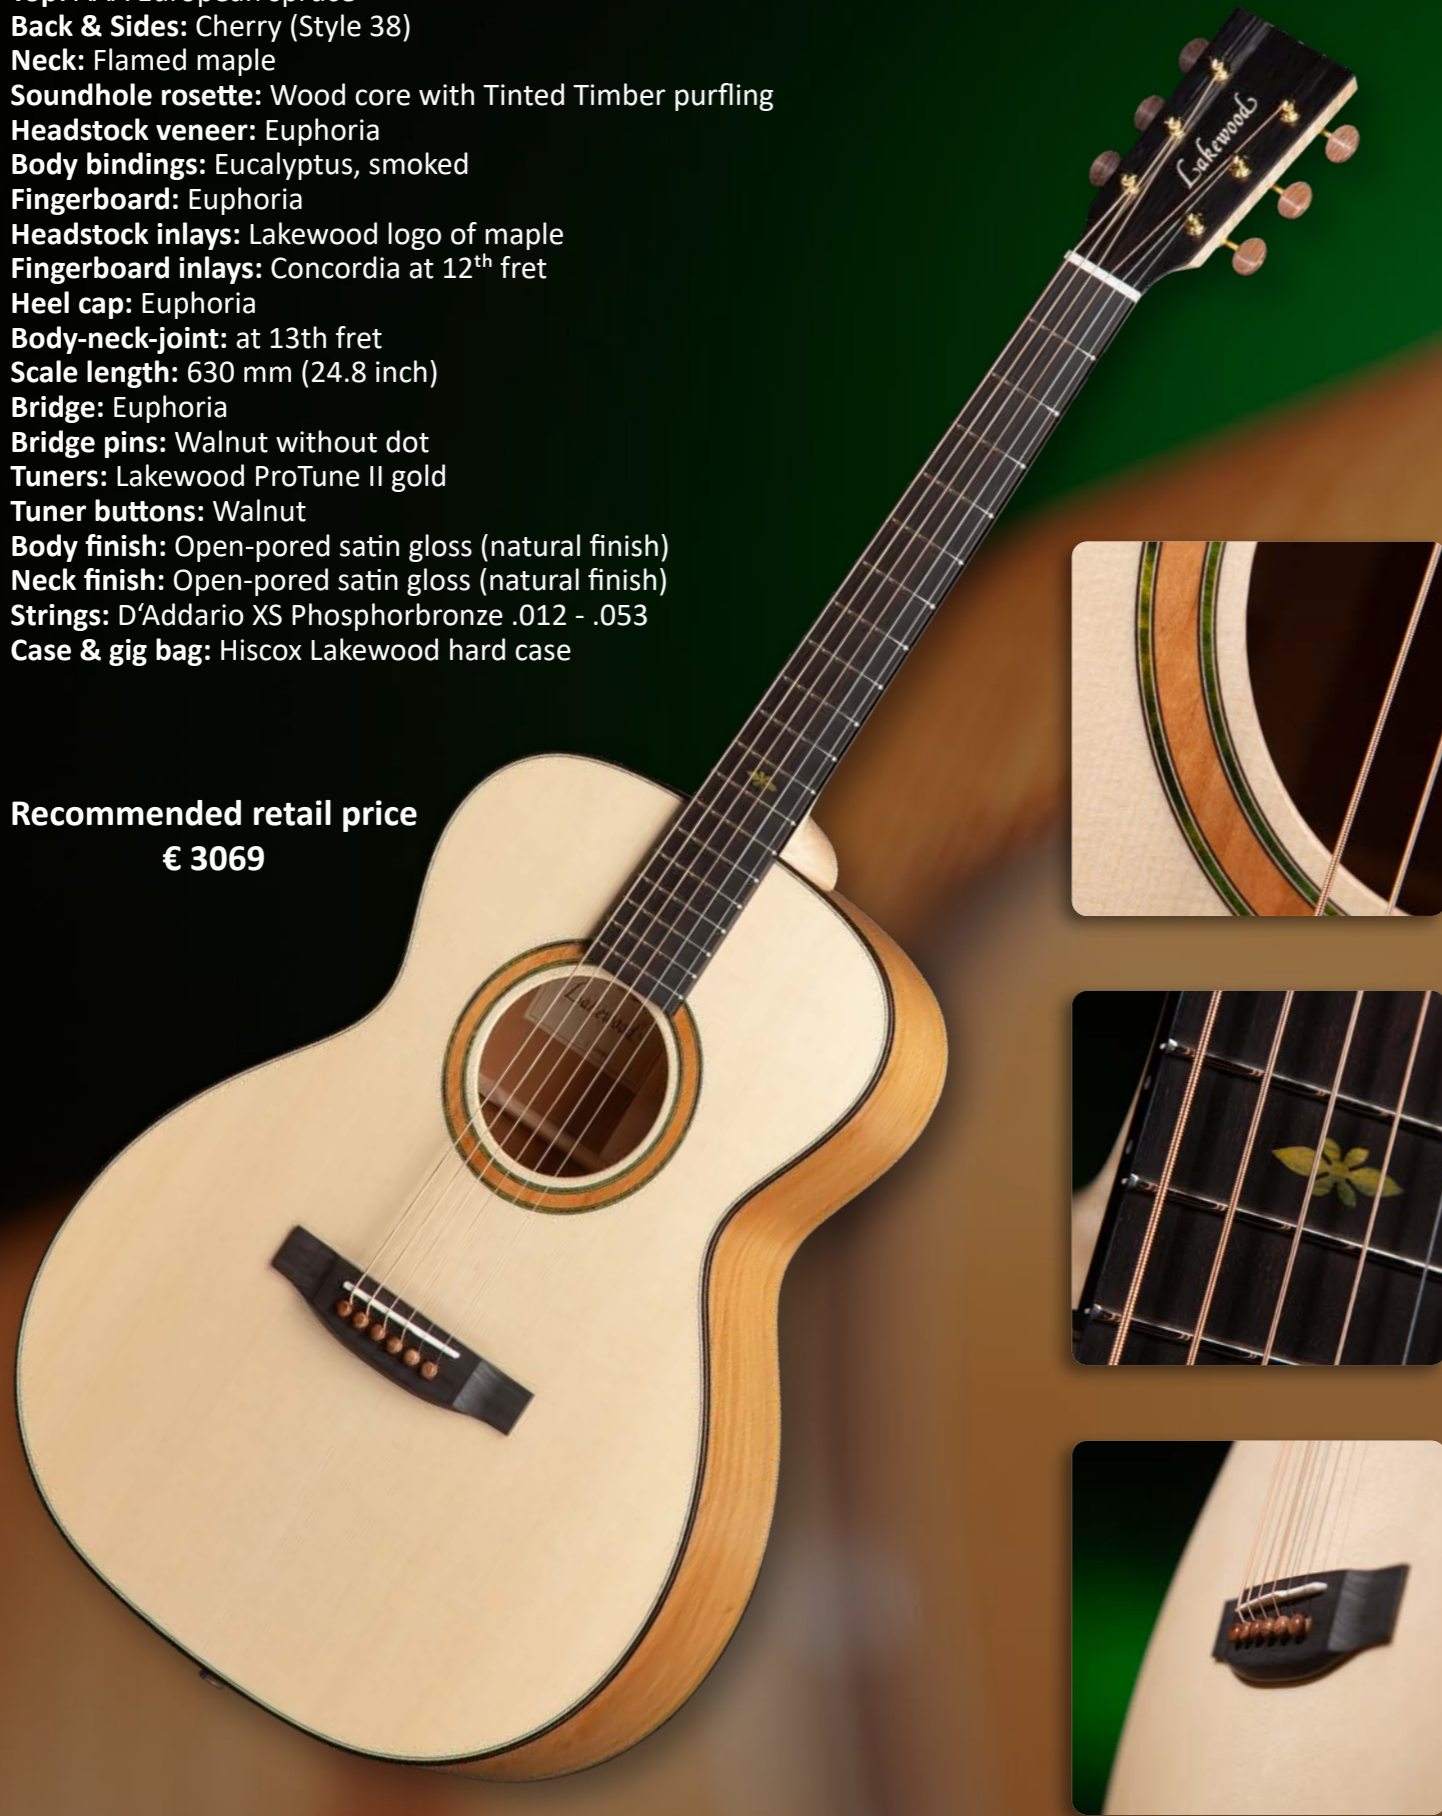 Back & Sides: Cherry (Style 38)
Neck: Flamed maple
Soundhole rosette: Wood core with Tinted Timber purfling
Headstock veneer: Euphoria
Body bindings: Eucalyptus, smoked
Fingerboard: Euphoria
Headstock inlays: Lakewood logo of maple
Fingerboard inlays: Concordia at 12th fret
Heel cap: Euphoria
Body-neck-joint: at 13th fret
Scale length: 630 mm (24.8 inch)
Bridge: Euphoria
Bridge pins: Walnut without dot
Tuners: Lakewood ProTune II gold
Tuner buttons: Walnut
Body finish: Open-pored satin gloss (natural finish)
Neck finish: Open-pored satin gloss (natural finish)
Strings: D‘Addario XS Phosphorbronze .012 - .053
Case & gig bag: Hiscox Lakewood hard case
Recommended retail price
€ 3069
Lakewood
Lakewood